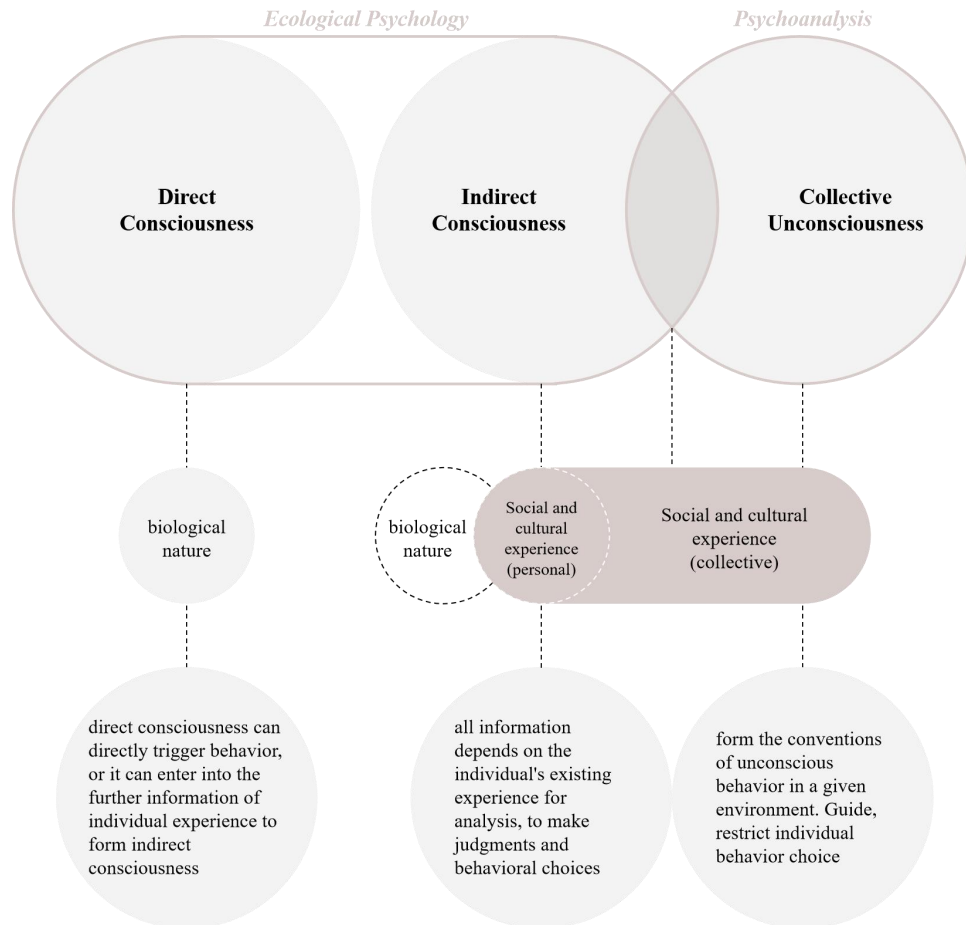 Ecological Psychology
Psychoanalysis
Direct
Consciousness
Indirect
Consciousness
Collective
Unconsciousness
biological
nature
biological
nature
Social and
cultural
experience
(personal)
Social and cultural
experience
(collective)
direct consciousness can
directly trigger behavior,
or it can enter into the
further information of
individual experience to
form indirect
consciousness
all information
depends on the
individual's existing
experience for
analysis, to make
judgments and
behavioral choices
form the conventions
of unconscious
behavior in a given
environment. Guide,
restrict individual
behavior choice